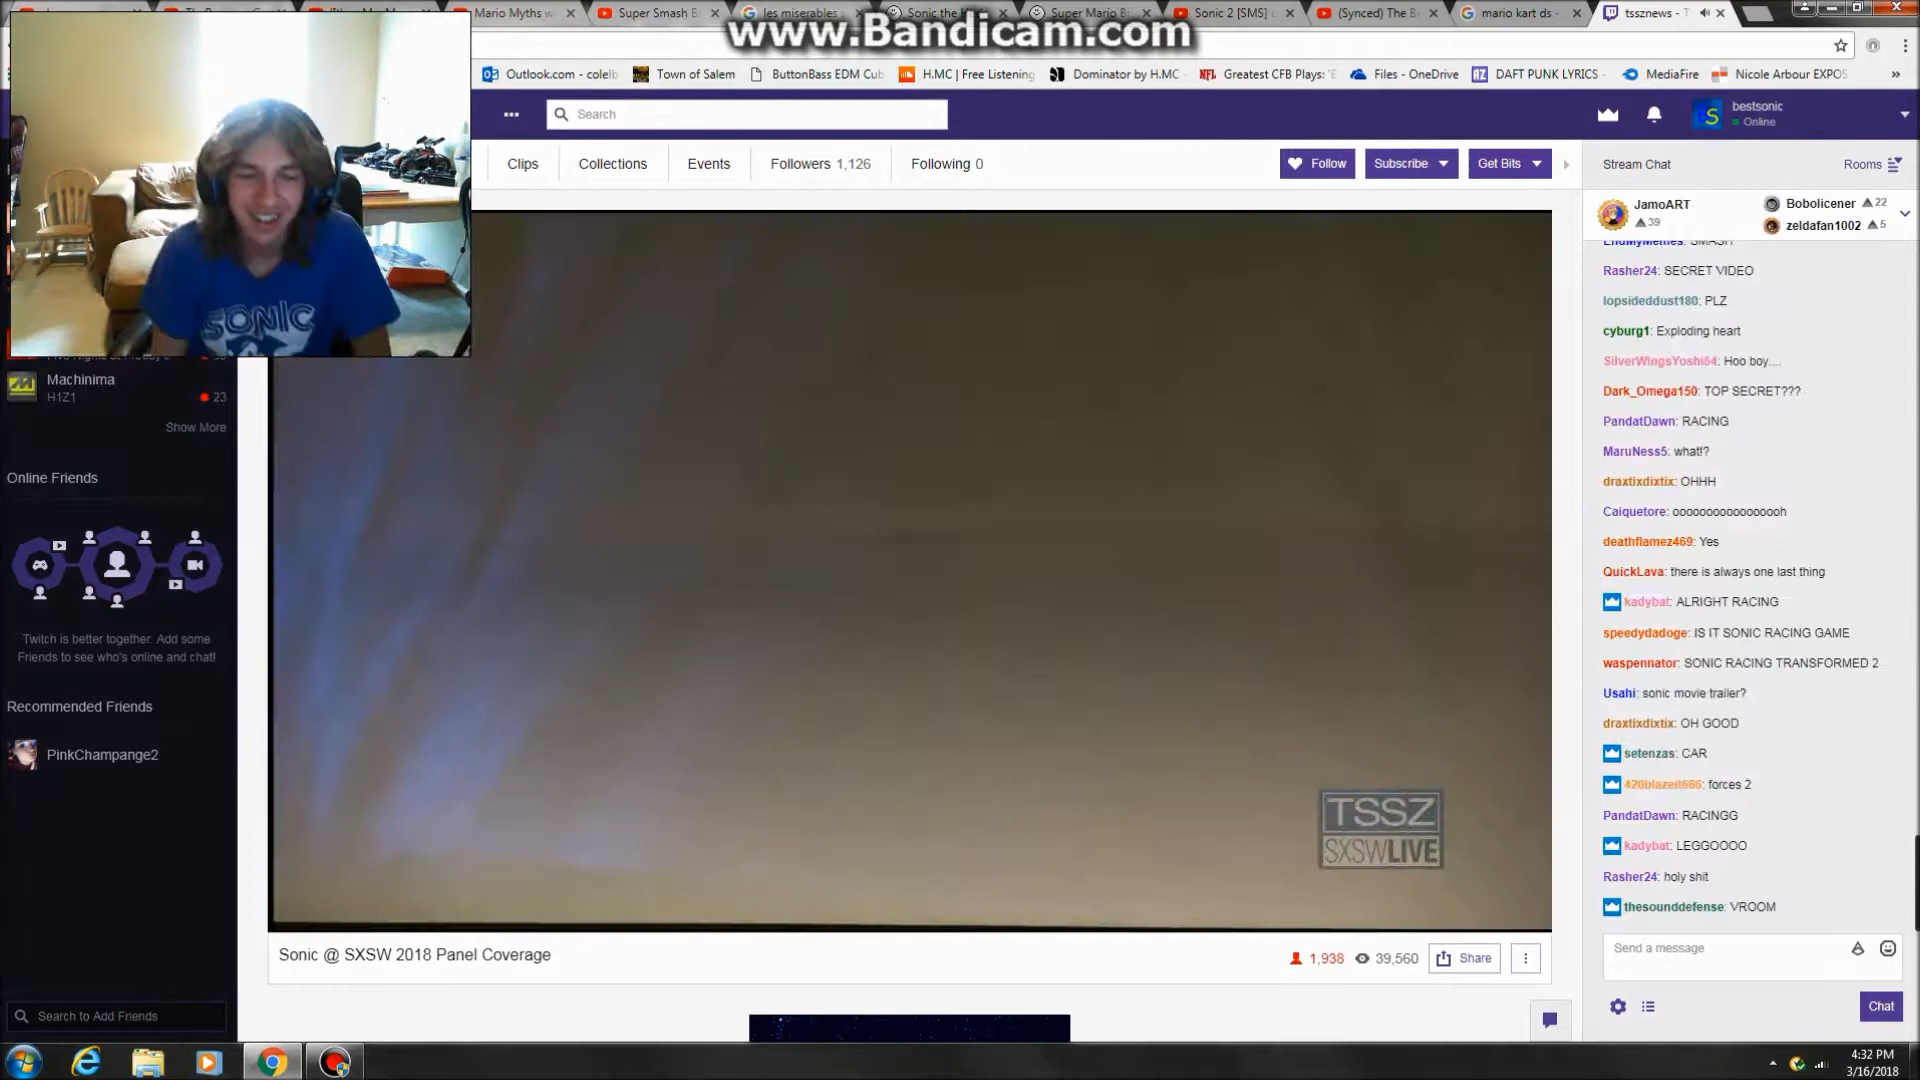 Mario Myths w
Super Smash B
les miserables
Sonic the H
Super Mario Br
Sonic 2 [SMS]
(Synced) The B
mario kart ds -
tssznews - T
www.Bandicam.com
Outlook.com - colelb
Town of Salem
ButtonBass EDM Cub
H.MC | Free Listening
Dominator by H.MC
Greatest CFB Plays: 'E
Files - OneDrive
DAFT PUNK LYRICS -
MediaFire
Nicole Arbour EXPOS
Search
bestsonic
Online
Clips
Collections
Events
Followers 1,126
Following 0
Follow
Subscribe
Get Bits
Stream Chat
Rooms
JamoART
39
Bobolicener 22
zeldafan1002 5
SONIC
EndMyMemes: SMASH
Rasher24: SECRET VIDEO
lopsideddust180: PLZ
cyburg1: Exploding heart
SilverWingsYoshi64: Hoo boy....
Dark_Omega150: TOP SECRET???
PandatDawn: RACING
MaruNess5: what!?
draxtixdixtix: OHHH
Caiquetore: ooooooooooooooooh
deathflamez469: Yes
QuickLava: there is always one last thing
kadybat: ALRIGHT RACING
speedydadoge: IS IT SONIC RACING GAME
waspennator: SONIC RACING TRANSFORMED 2
Usahi: sonic movie trailer?
draxtixdixtix: OH GOOD
setenzas: CAR
420blazeit666: forces 2
PandatDawn: RACINGG
kadybat: LEGGOOOO
Rasher24: holy shit
thesounddefense: VROOM
Send a message
Chat
Machinima
H1Z1
23
Show More
Online Friends
Twitch is better together. Add some
Friends to see who's online and chat!
Recommended Friends
PinkChampange2
Search to Add Friends
TSSZ
SXSWLIVE
Sonic @ SXSW 2018 Panel Coverage
1,938
39,560
Share
4:32 PM
3/16/2018